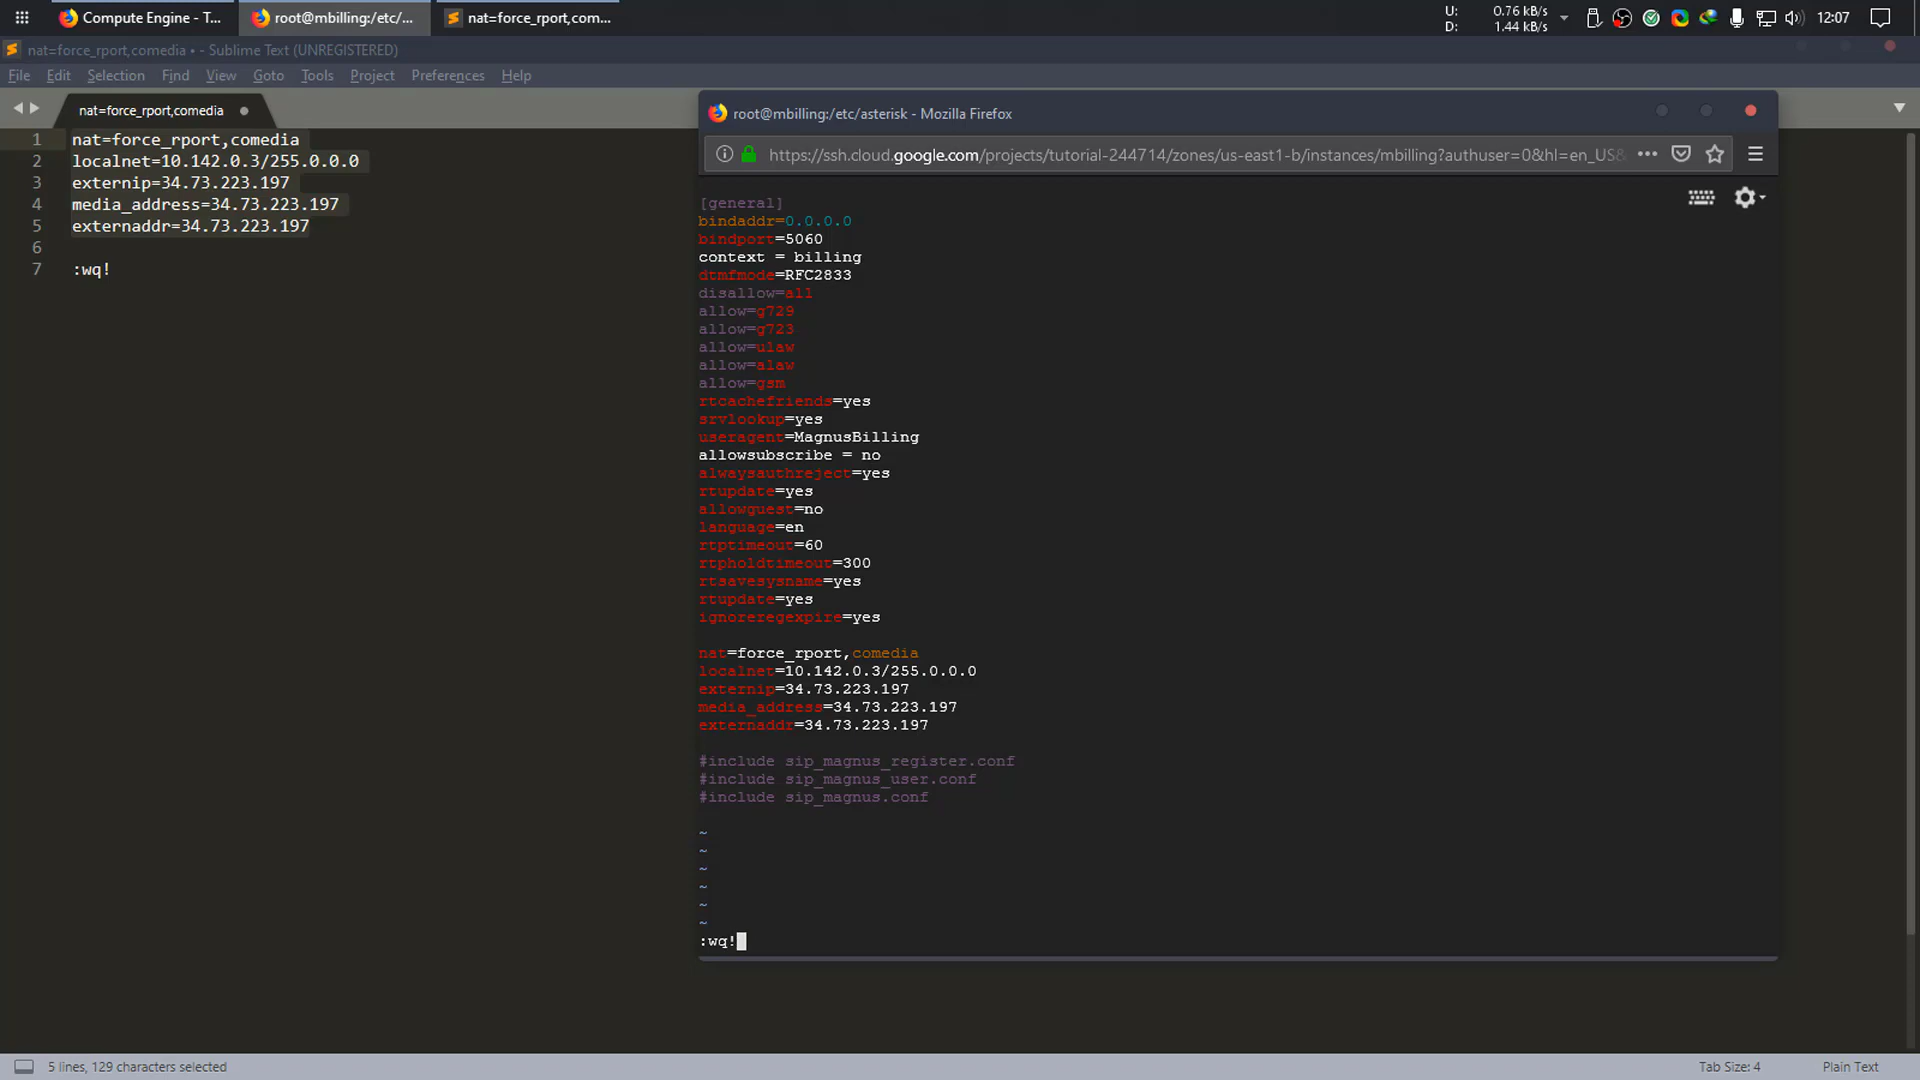 Compute Engine - T...
root@mbilling:/etc/...
nat=force_rport,com...
U: 0.76 kB/s
D: 1.44 kB/s
12:07
nat=force_rport,comedia • - Sublime Text (UNREGISTERED)
File Edit Selection Find View Goto Tools Project Preferences Help
nat=force_rport,comedia
1 nat=force_rport,comedia
2 localnet=10.142.0.3/255.0.0.0
3 externip=34.73.223.197
4 media_address=34.73.223.197
5 externaddr=34.73.223.197
6
7 :wq!
root@mbilling:/etc/asterisk - Mozilla Firefox
https://ssh.cloud.google.com/projects/tutorial-244714/zones/us-east1-b/instances/mbilling?authuser=0&hl=en_US&
[general]
bindaddr=0.0.0.0
bindport=5060
context = billing
dtmfmode=RFC2833
disallow=all
allow=g729
allow=g723
allow=ulaw
allow=alaw
allow=gsm
rtcachefriends=yes
srvlookup=yes
useragent=MagnusBilling
allowsubscribe = no
alwaysauthreject=yes
rtupdate=yes
allowguest=no
language=en
rtptimeout=60
rtpholdtimeout=300
rtsavesysname=yes
rtupdate=yes
ignoreregexpire=yes
nat=force_rport,comedia
localnet=10.142.0.3/255.0.0.0
externip=34.73.223.197
media_address=34.73.223.197
externaddr=34.73.223.197
#include sip_magnus_register.conf
#include sip_magnus_user.conf
#include sip_magnus.conf
~
~
~
~
~
~
:wq!
5 lines, 129 characters selected
Tab Size: 4
Plain Text